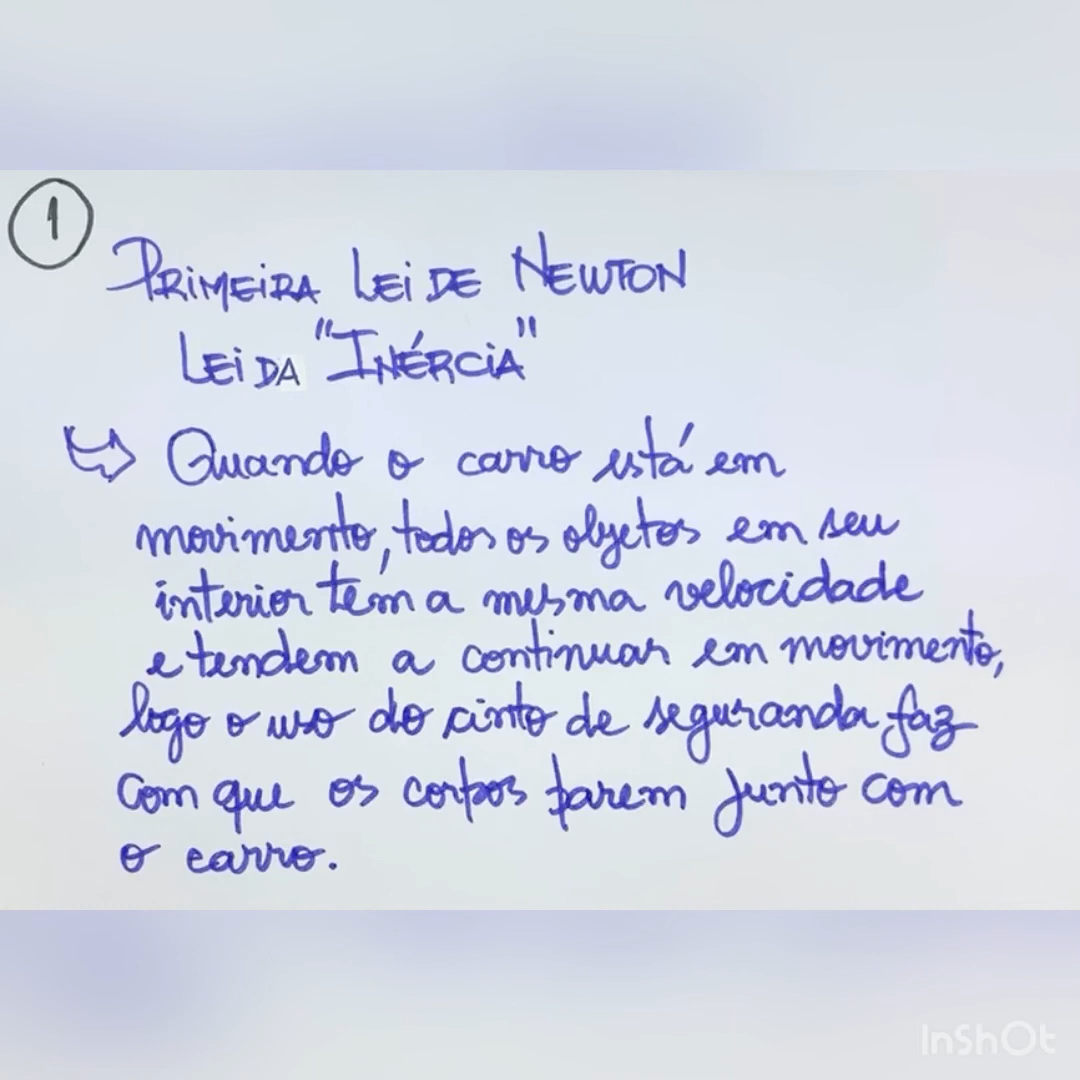 1
PRIMEIRA LEI DE NEWTON
LEI DA "INÉRCIA"
Quando o carro está em
movimento, todos os objetos em seu
interior têm a mesma velocidade
e tendem a continuar em movimento,
logo o uso do cinto de seguranda faz
com que os corpos parem junto com
o carro.
InShOt